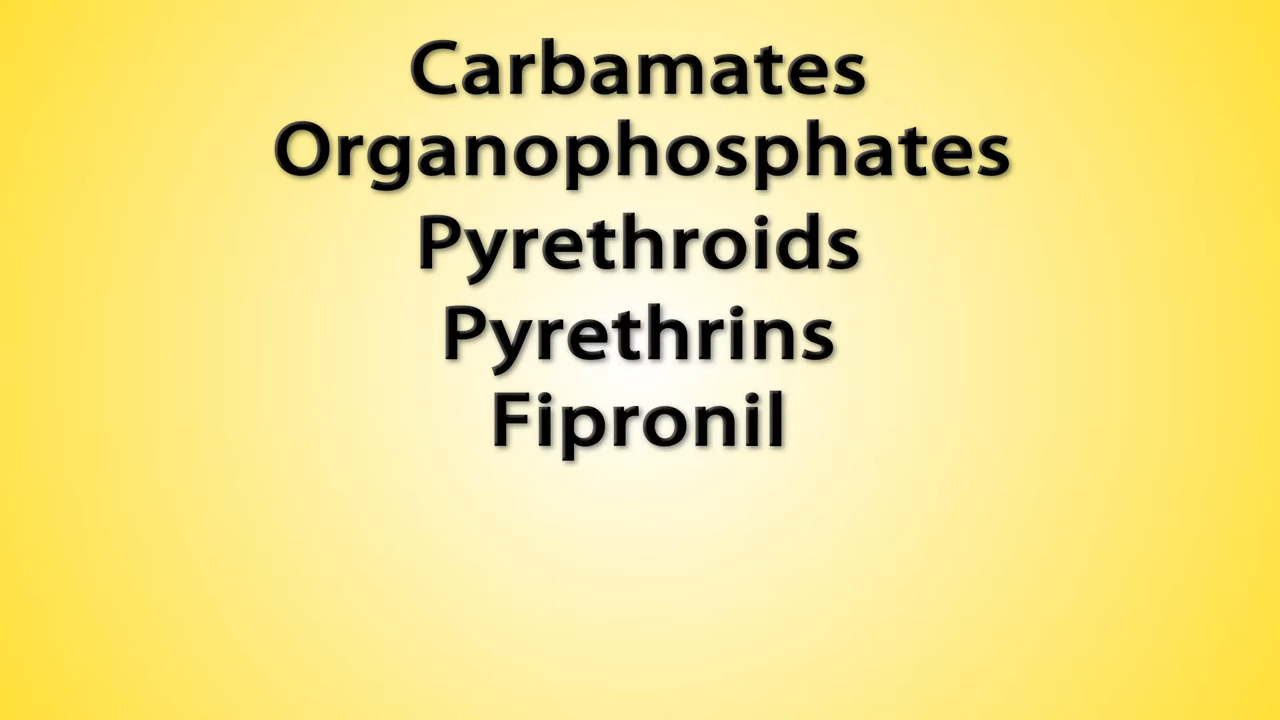 Carbamates
Organophosphates
Pyrethroids
Pyrethrins
Fipronil